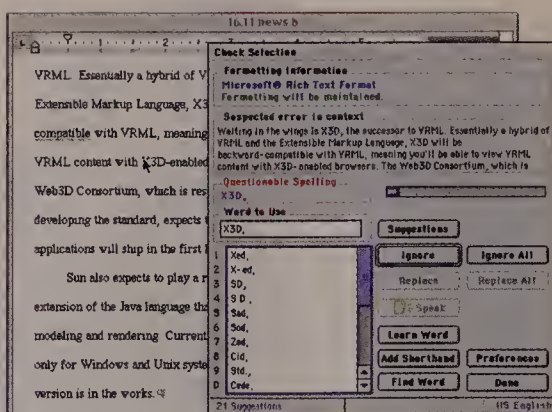 16.11 news b
VRML. Essentially a hybrid of V
Extensible Markup Language, X3
compatible with VRML, meaning
VRML content with X3D-enabled
Web3D Consortium, which is res
developing the standard, expects t
applications will ship in the first
Sun also expects to play a r
extension of the Java language tha
modeling and rendering. Current
only for Windows and Unix syste
version is in the works.
Check Selection
Formatting Information
Microsoft® Rich Text Format
Formatting will be maintained.
Suspected error in context
Waiting in the wings is X3D, the successor to VRML. Essentially a hybrid of
VRML and the Extensible Markup Language, X3D will be
backward-compatible with VRML, meaning you'll be able to view VRML
content with X3D-enabled browsers. The Web3D Consortium, which is
Questionable Spelling
X3D,
Word to Use
X3D,
1 Xed,
2 X-ed,
3 SD,
4 S D,
5 Sad,
6 Sod,
7 Zed,
8 Cid,
9 Std.,
0 Cede,
21 Suggestions
Suggestions
Ignore
Ignore All
Replace
Replace All
Speak
Learn Word
Add Shorthand
Preferences
Find Word
Done
US English